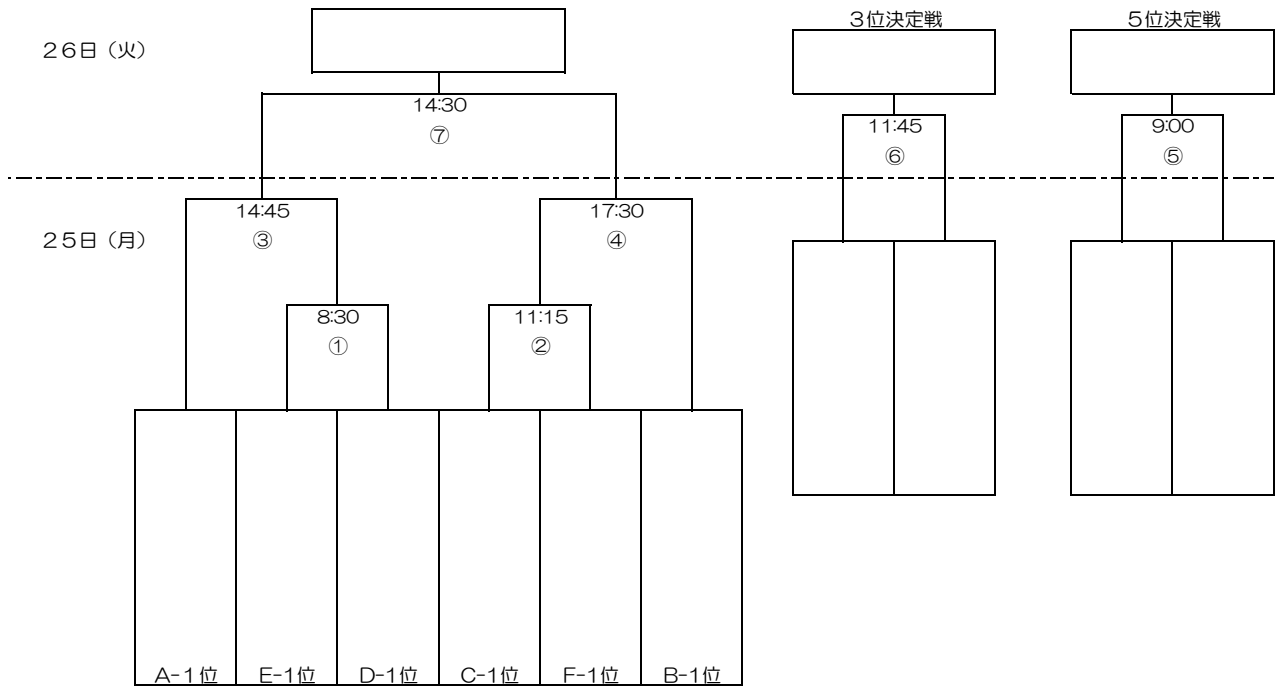 ３位決定戦
５位決定戦
２６日（火）
14:30
⑦
11:45
⑥
9:00
⑤
14:45
③
17:30
④
２５日（月）
8:30
①
11:15
②
A-１位
E-1位
D-1位
C-1位
F-1位
B-1位